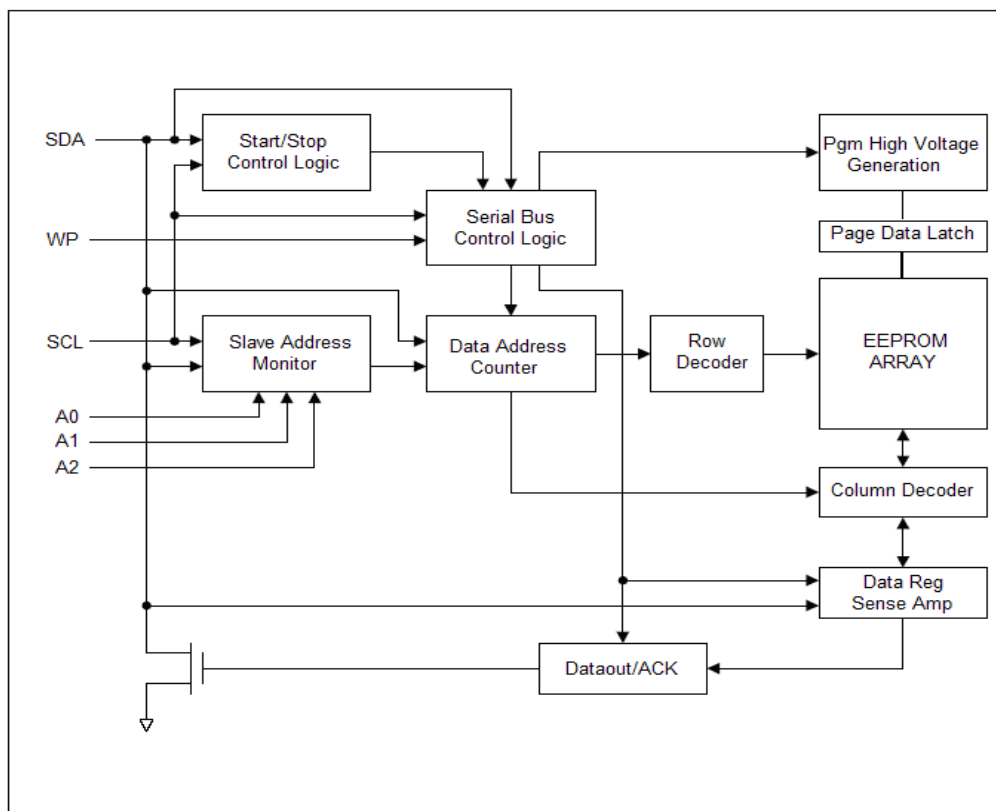 SDA
Start/Stop
Control Logic
Pgm High Voltage
Generation
Serial Bus
Control Logic
WP
Page Data Latch
SCL
Slave Address
Monitor
Data Address
Counter
Row
Decoder
EEPROM
ARRAY
A0
A1
A2
Column Decoder
Data Reg
Sense Amp
Dataout/ACK